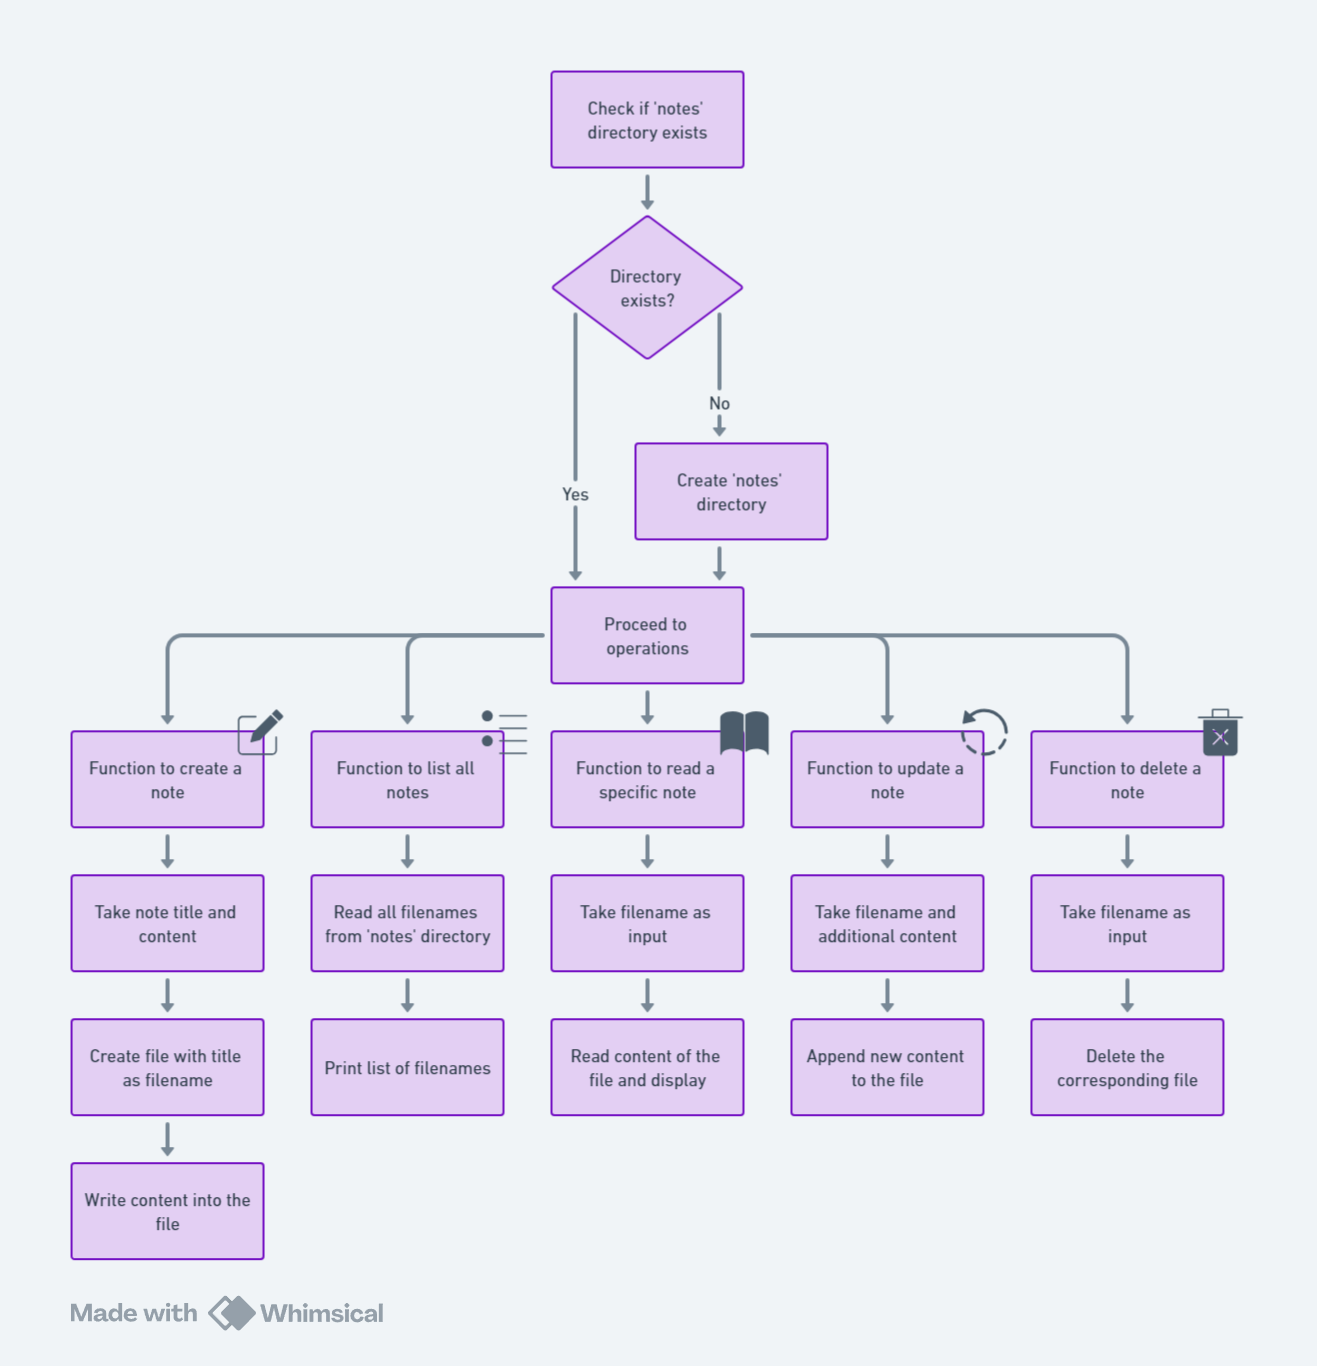 Check if 'notes'
directory exists
Directory
exists?
No
Create 'notes'
directory
Yes
Proceed to
operations
Function to create a
note
Function to list all
notes
Function to read a
specific note
Function to update a
note
Function to delete a
note
Take note title and
content
Read all filenames
from 'notes' directory
Take filename as
input
Take filename and
additional content
Take filename as
input
Create file with title
as filename
Print list of filenames
Read content of the
file and display
Append new content
to the file
Delete the
corresponding file
Write content into the
file
Made with Whimsical